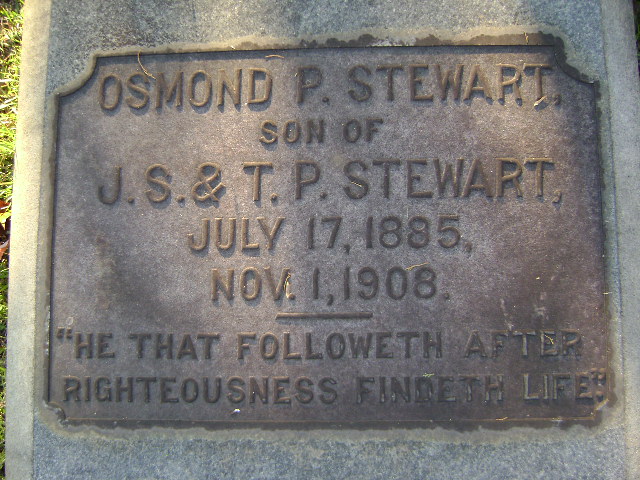 OSMOND P. STEWART,
SON OF
J. S. & T. P. STEWART,
JULY 17, 1885,
NOV. 1, 1908.
"HE THAT FOLLOWETH AFTER
RIGHTEOUSNESS FINDETH LIFE"